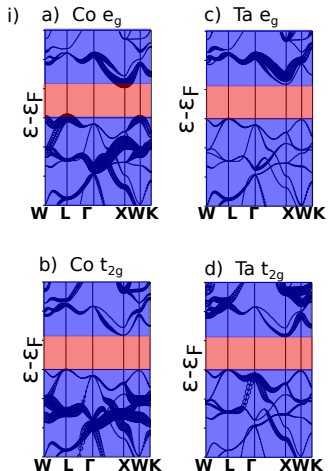 i) a) Co e_g c) Ta e_g
ε-ε_F ε-ε_F
W L Γ XWK W L Γ XWK
b) Co t_2g d) Ta t_2g
ε-ε_F ε-ε_F
W L Γ XWK W L Γ XWK